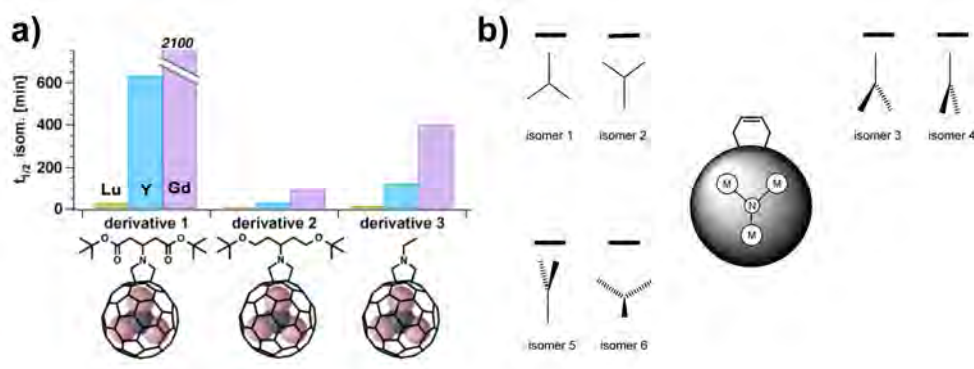 a)
2100
t1/2 isom. [min]
600
400
200
0
Lu Y Gd
derivative 1 derivative 2 derivative 3
O O O O
O O
N N N
b)
isomer 1 isomer 2
isomer 3 isomer 4
M M
N
M
isomer 5 isomer 6